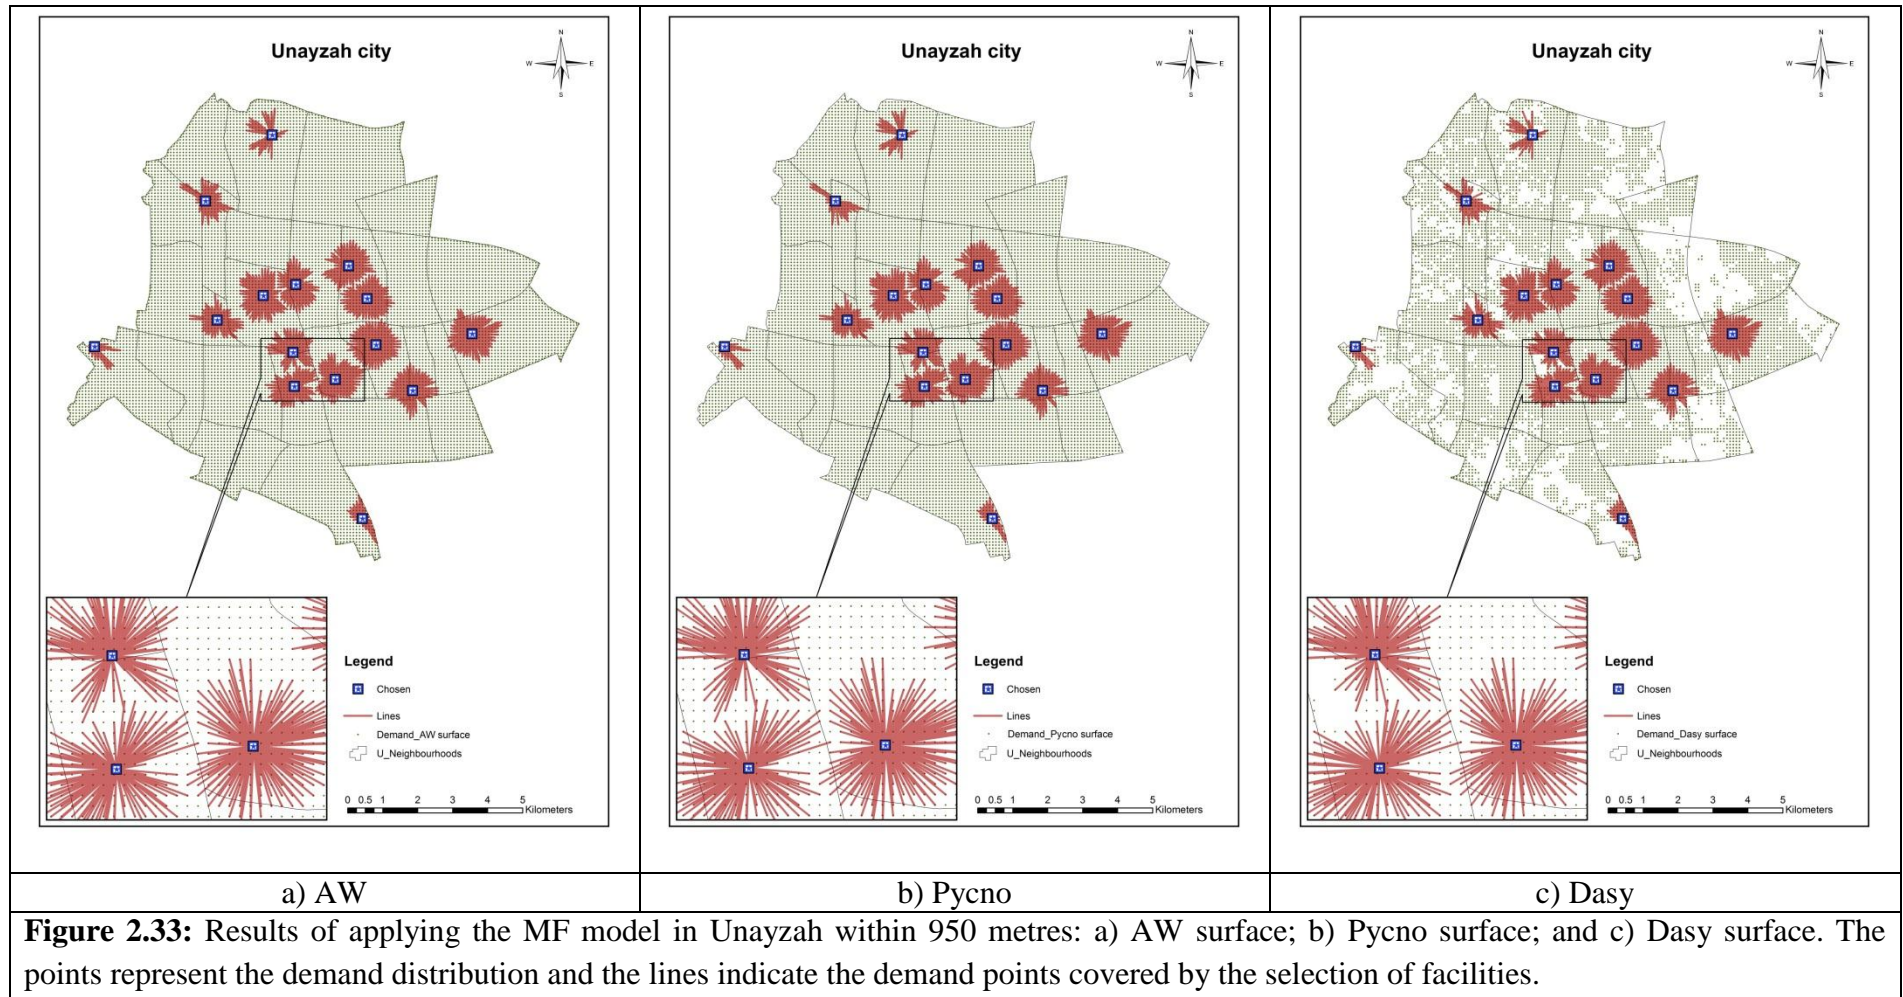 Unayzah city
N
W E
S
Legend
Chosen
Lines
Demand_AW surface
U_Neighbourhoods
0 0.5 1 2 3 4 5
Kilometers
Unayzah city
N
W E
S
Legend
Chosen
Lines
Demand_Pycno surface
U_Neighbourhoods
0 0.5 1 2 3 4 5
Kilometers
Unayzah city
N
W E
S
Legend
Chosen
Lines
Demand_Dasy surface
U_Neighbourhoods
0 0.5 1 2 3 4 5
Kilometers
a) AW
b) Pycno
c) Dasy
Figure 2.33: Results of applying the MF model in Unayzah within 950 metres: a) AW surface; b) Pycno surface; and c) Dasy surface. The
points represent the demand distribution and the lines indicate the demand points covered by the selection of facilities.